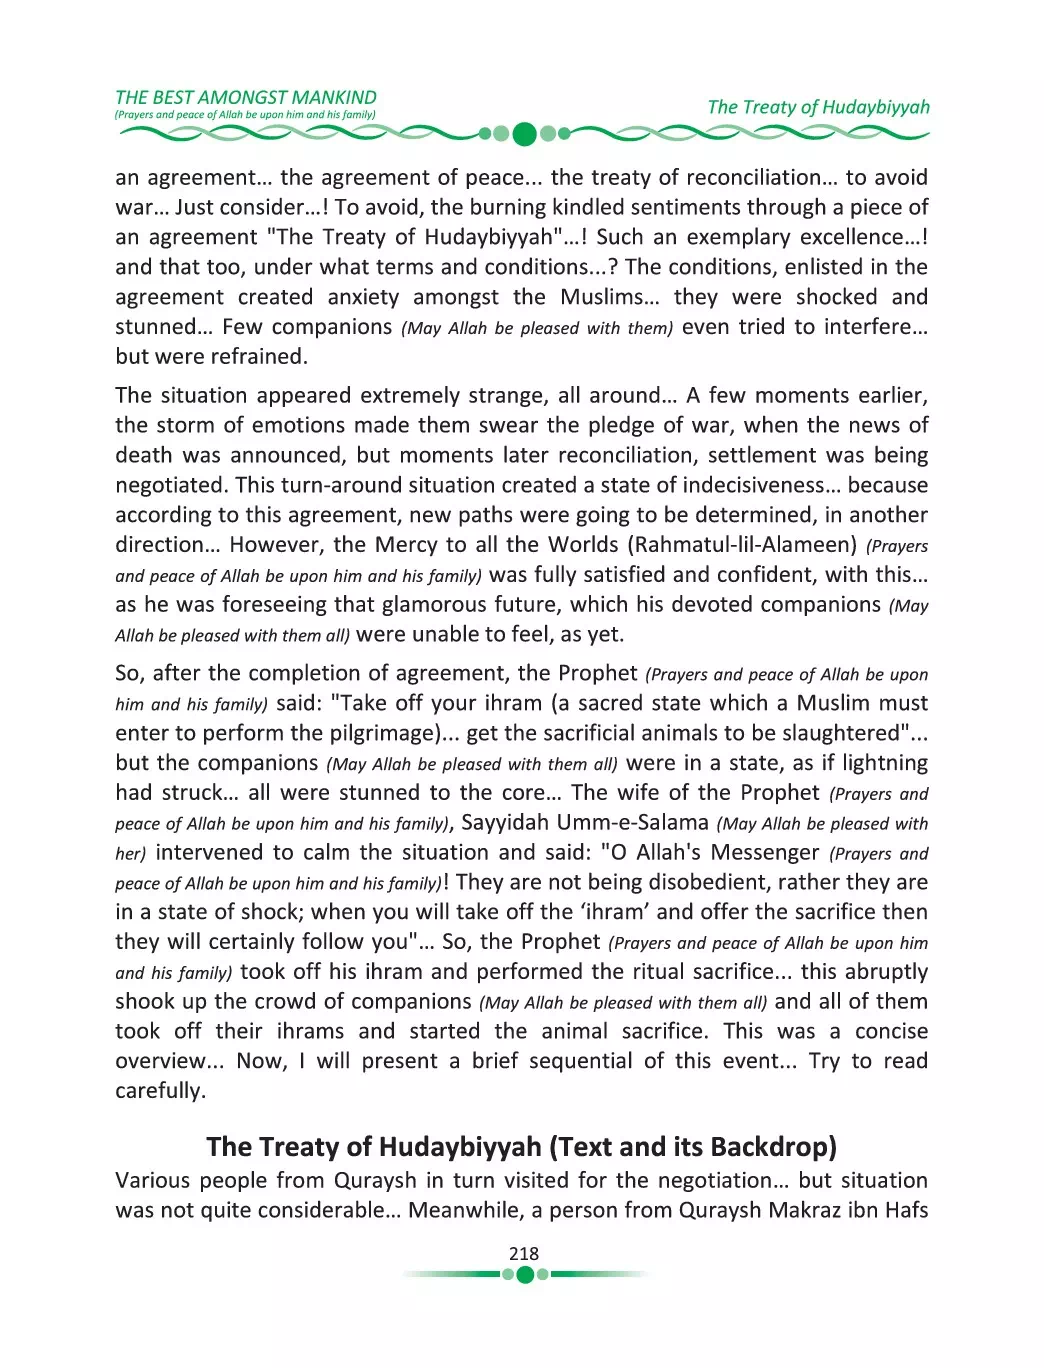 THE BEST AMONGST MANKIND
(Prayers and peace of Allah be upon him and his family)
The Treaty of Hudaybiyyah
an agreement… the agreement of peace... the treaty of reconciliation… to avoid
war… Just consider…! To avoid, the burning kindled sentiments through a piece of
an agreement "The Treaty of Hudaybiyyah"…! Such an exemplary excellence…!
and that too, under what terms and conditions...? The conditions, enlisted in the
agreement created anxiety amongst the Muslims… they were shocked and
stunned… Few companions (May Allah be pleased with them) even tried to interfere…
but were refrained.
The situation appeared extremely strange, all around… A few moments earlier,
the storm of emotions made them swear the pledge of war, when the news of
death was announced, but moments later reconciliation, settlement was being
negotiated. This turn-around situation created a state of indecisiveness… because
according to this agreement, new paths were going to be determined, in another
direction… However, the Mercy to all the Worlds (Rahmatul-lil-Alameen) (Prayers
and peace of Allah be upon him and his family) was fully satisfied and confident, with this…
as he was foreseeing that glamorous future, which his devoted companions (May
Allah be pleased with them all) were unable to feel, as yet.
So, after the completion of agreement, the Prophet (Prayers and peace of Allah be upon
him and his family) said: "Take off your ihram (a sacred state which a Muslim must
enter to perform the pilgrimage)... get the sacrificial animals to be slaughtered"...
but the companions (May Allah be pleased with them all) were in a state, as if lightning
had struck… all were stunned to the core… The wife of the Prophet (Prayers and
peace of Allah be upon him and his family), Sayyidah Umm-e-Salama (May Allah be pleased with
her) intervened to calm the situation and said: "O Allah's Messenger (Prayers and
peace of Allah be upon him and his family)! They are not being disobedient, rather they are
in a state of shock; when you will take off the ‘ihram’ and offer the sacrifice then
they will certainly follow you"… So, the Prophet (Prayers and peace of Allah be upon him
and his family) took off his ihram and performed the ritual sacrifice... this abruptly
shook up the crowd of companions (May Allah be pleased with them all) and all of them
took off their ihrams and started the animal sacrifice. This was a concise
overview... Now, I will present a brief sequential of this event... Try to read
carefully.
The Treaty of Hudaybiyyah (Text and its Backdrop)
Various people from Quraysh in turn visited for the negotiation… but situation
was not quite considerable… Meanwhile, a person from Quraysh Makraz ibn Hafs
218